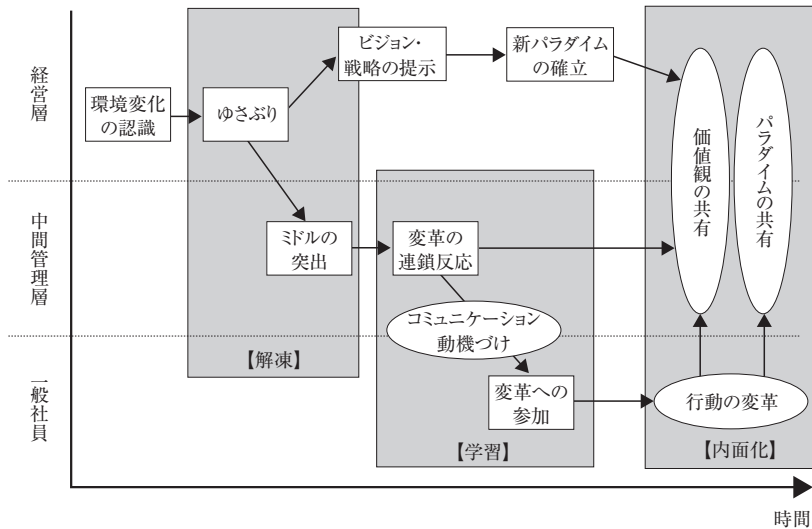 経営層
中間管理層
一般社員
環境変化
の認識
ゆさぶり
ビジョン・
戦略の提示
新パラダイム
の確立
ミドルの
突出
変革の
連鎖反応
コミュニケーション
動機づけ
変革への
参加
行動の変革
価値観の共有
パラダイムの共有
【解凍】
【学習】
【内面化】
時間